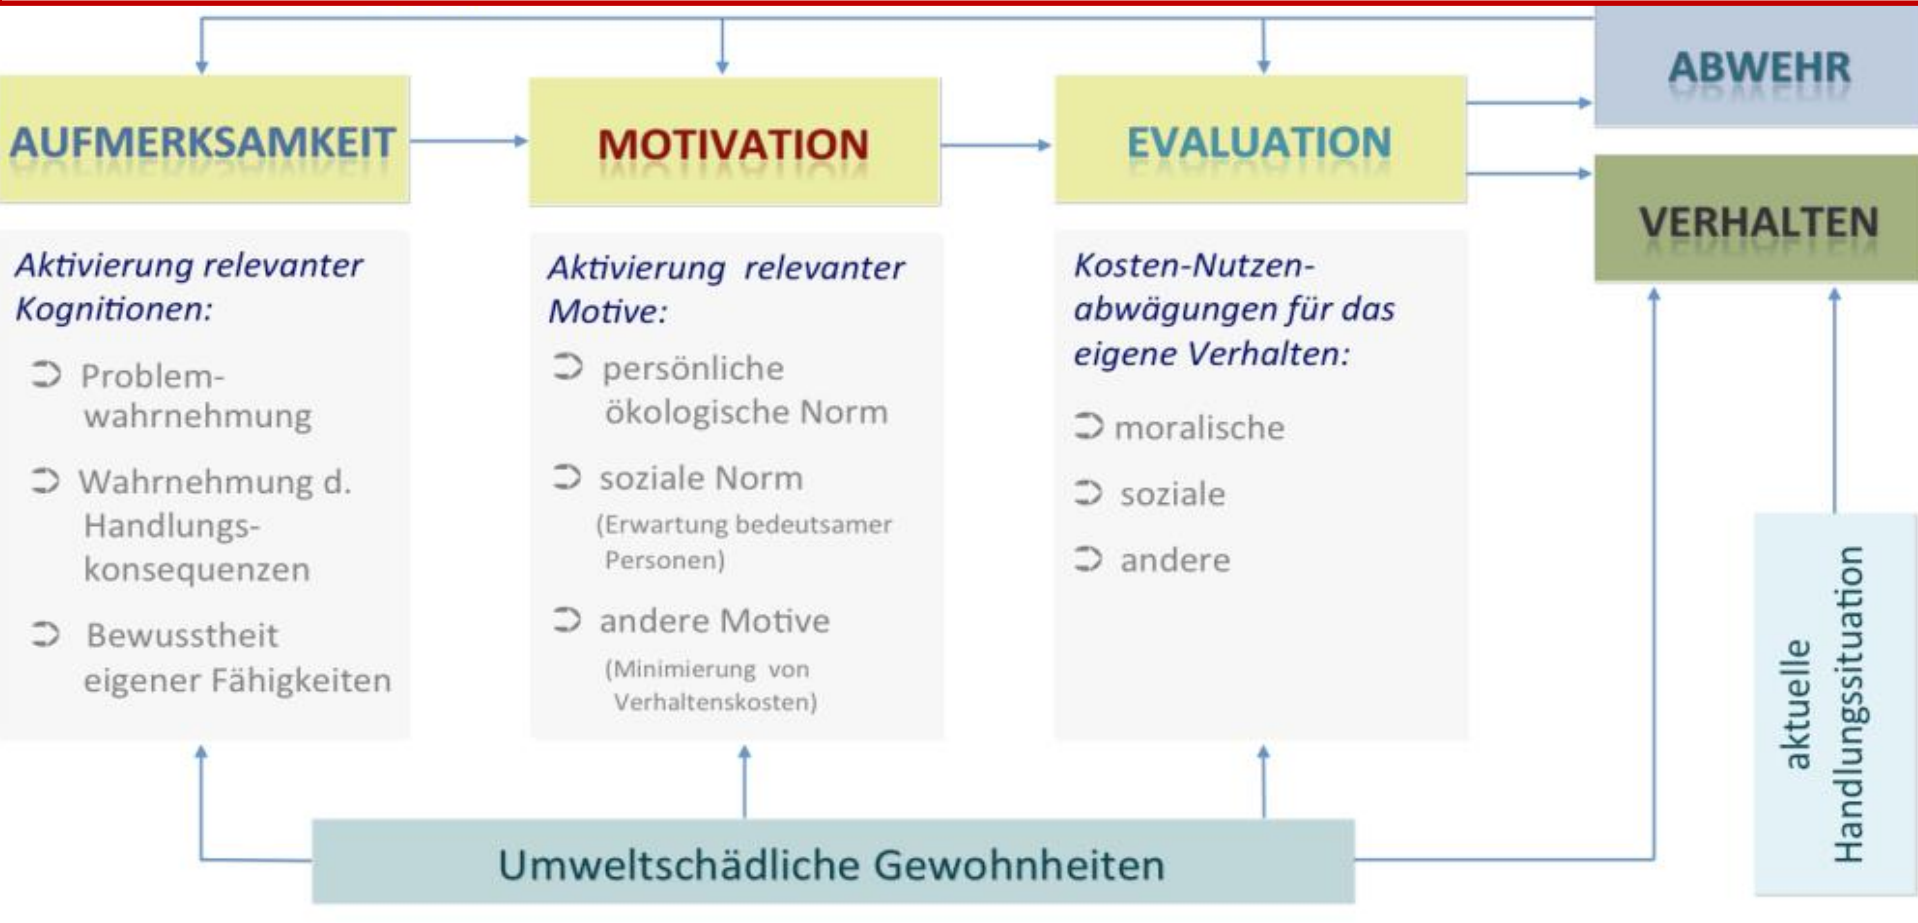 ABWEHR
AUFMERKSAMKEIT
MOTIVATION
EVALUATION
VERHALTEN
Aktivierung relevanter
Kognitionen:
Problem-
wahrnehmung
Wahrnehmung d.
Handlungs-
konsequenzen
Bewusstheit
eigener Fähigkeiten
Aktivierung relevanter
Motive:
persönliche
ökologische Norm
soziale Norm
(Erwartung bedeutsamer
Personen)
andere Motive
(Minimierung von
Verhaltenskosten)
Kosten-Nutzen-
abwägungen für das
eigene Verhalten:
moralische
soziale
andere
aktuelle
Handlungssituation
Umweltschädliche Gewohnheiten